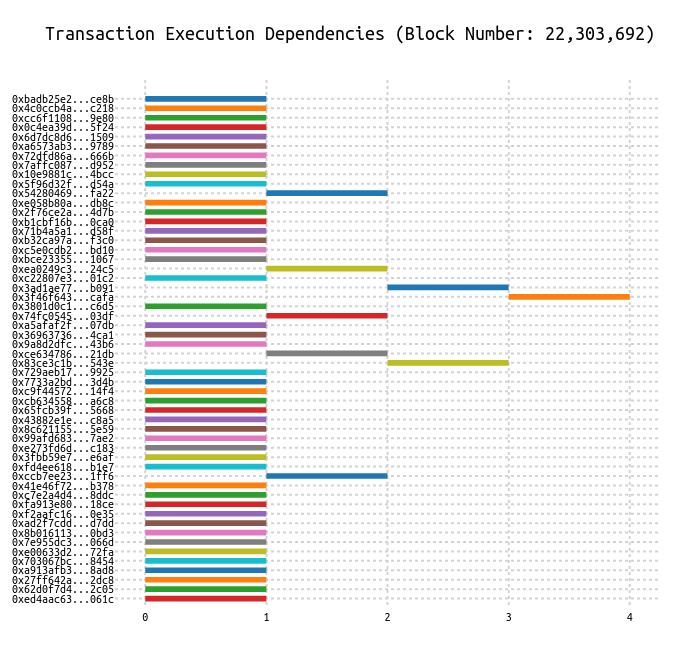 Transaction Execution Dependencies (Block Number: 22,303,692)
0xbadb25e2...ce8b
0x4c0ccb4a...c218
0xcc6f1108...9e80
0x0c4ea39d...5f24
0x6d7dc8d6...1509
0xa6573ab3...9789
0x72dfd86a...666b
0x7affc087...d952
0x10e9881c...4bcc
0x5f96d32f...d54a
0x54280469...fa22
0xe058b80a...db8c
0x2f76ce2a...4d7b
0xb1cbf16b...0ca0
0x71b4a5a1...d58f
0xb32ca97a...f3c0
0xc5e0cdb2...bd10
0xbce23355...1067
0xea0249c3...24c5
0xc22807e3...01c2
0x3ad1ae77...b091
0x3f46f643...cafa
0x3801d0c1...c6d5
0x74fc0545...03df
0xa5afaf2f...07db
0x36963736...4ca1
0x9a8d2dfc...43b6
0xce634786...21db
0x83ce3c1b...543e
0x729aeb17...9925
0x7733a2bd...3d4b
0xc9f44572...14f4
0xcb634558...a6c8
0x65fcb39f...5668
0x43882e1e...c8a5
0x8c621155...5e59
0x99afd683...7ae2
0xe273fd6d...c183
0x3fbb59e7...e6af
0xfd4ee618...b1e7
0xccb7ee23...1ff6
0x41e46f72...b378
0xc7e2a4d4...8ddc
0xfa913e80...18ce
0xf2aafc16...0e35
0xad2f7cdd...d7dd
0x8b016113...0bd3
0x7e955dc3...066d
0xe00633d2...72fa
0x703067bc...8454
0xa913afb3...8ad8
0x27ff642a...2dc8
0x62d0f7d4...2c05
0xed4aac63...061c
0 1 2 3 4